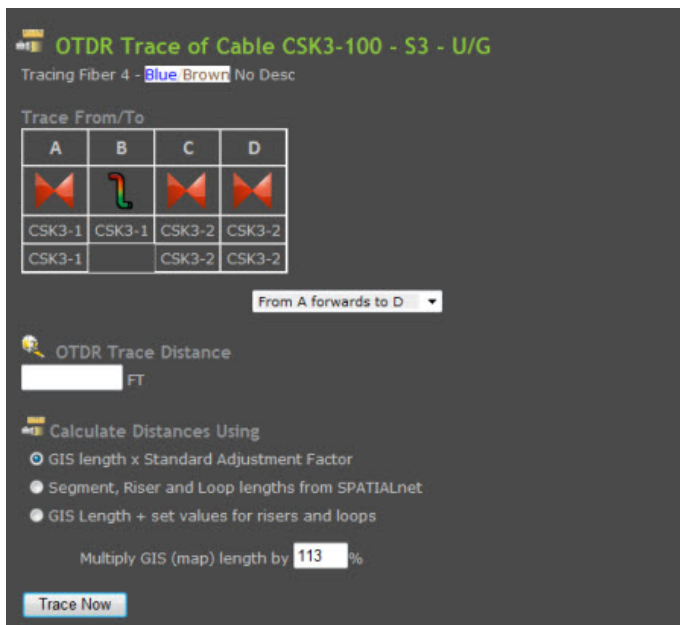 OTDR Trace of Cable CSK3-100 - S3 - U/G
Tracing Fiber 4 - Blue/Brown No Desc
Trace From/To
A B C D
CSK3-1 CSK3-1 CSK3-2 CSK3-2
CSK3-1 CSK3-2 CSK3-2
From A forwards to D
OTDR Trace Distance
FT
Calculate Distances Using
GIS length x Standard Adjustment Factor
Segment, Riser and Loop lengths from SPATIALnet
GIS Length + set values for risers and loops
Multiply GIS (map) length by 113 %
Trace Now